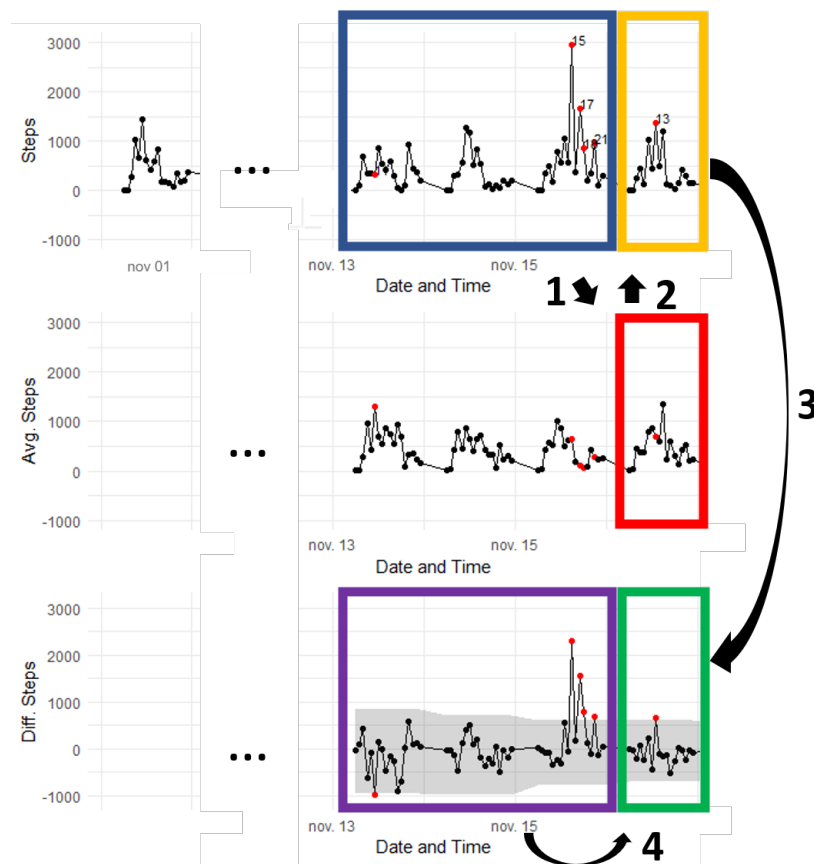 3000
2000
1000
0
-1000
Steps
15
17
21
13
nov 01
nov. 13
nov. 15
Date and Time
1
2
3
3000
2000
1000
0
-1000
Avg. Steps
nov. 13
nov. 15
Date and Time
3000
2000
1000
0
-1000
Diff. Steps
nov. 13
nov. 15
Date and Time
4